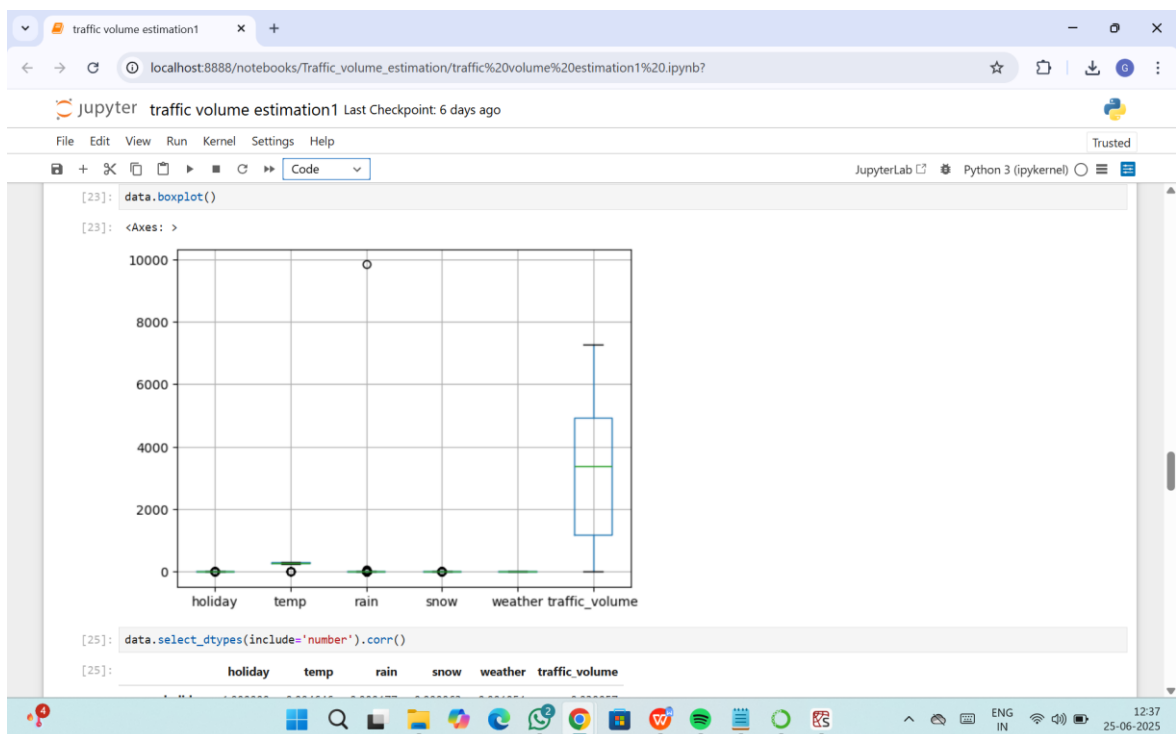 traffic volume estimation1
localhost:8888/notebooks/Traffic_volume_estimation/traffic%20volume%20estimation1%20.ipynb?
G
jupyter traffic volume estimation1 Last Checkpoint: 6 days ago
File Edit View Run Kernel Settings Help
Trusted
Code
JupyterLab
Python 3 (ipykernel)
[23]: data.boxplot()
[23]: <Axes: >
10000
8000
6000
4000
2000
0
holiday temp rain snow weather traffic_volume
[25]: data.select_dtypes(include='number').corr()
[25]:
holiday temp rain snow weather traffic_volume
4
2
ENG
IN
12:37
25-06-2025